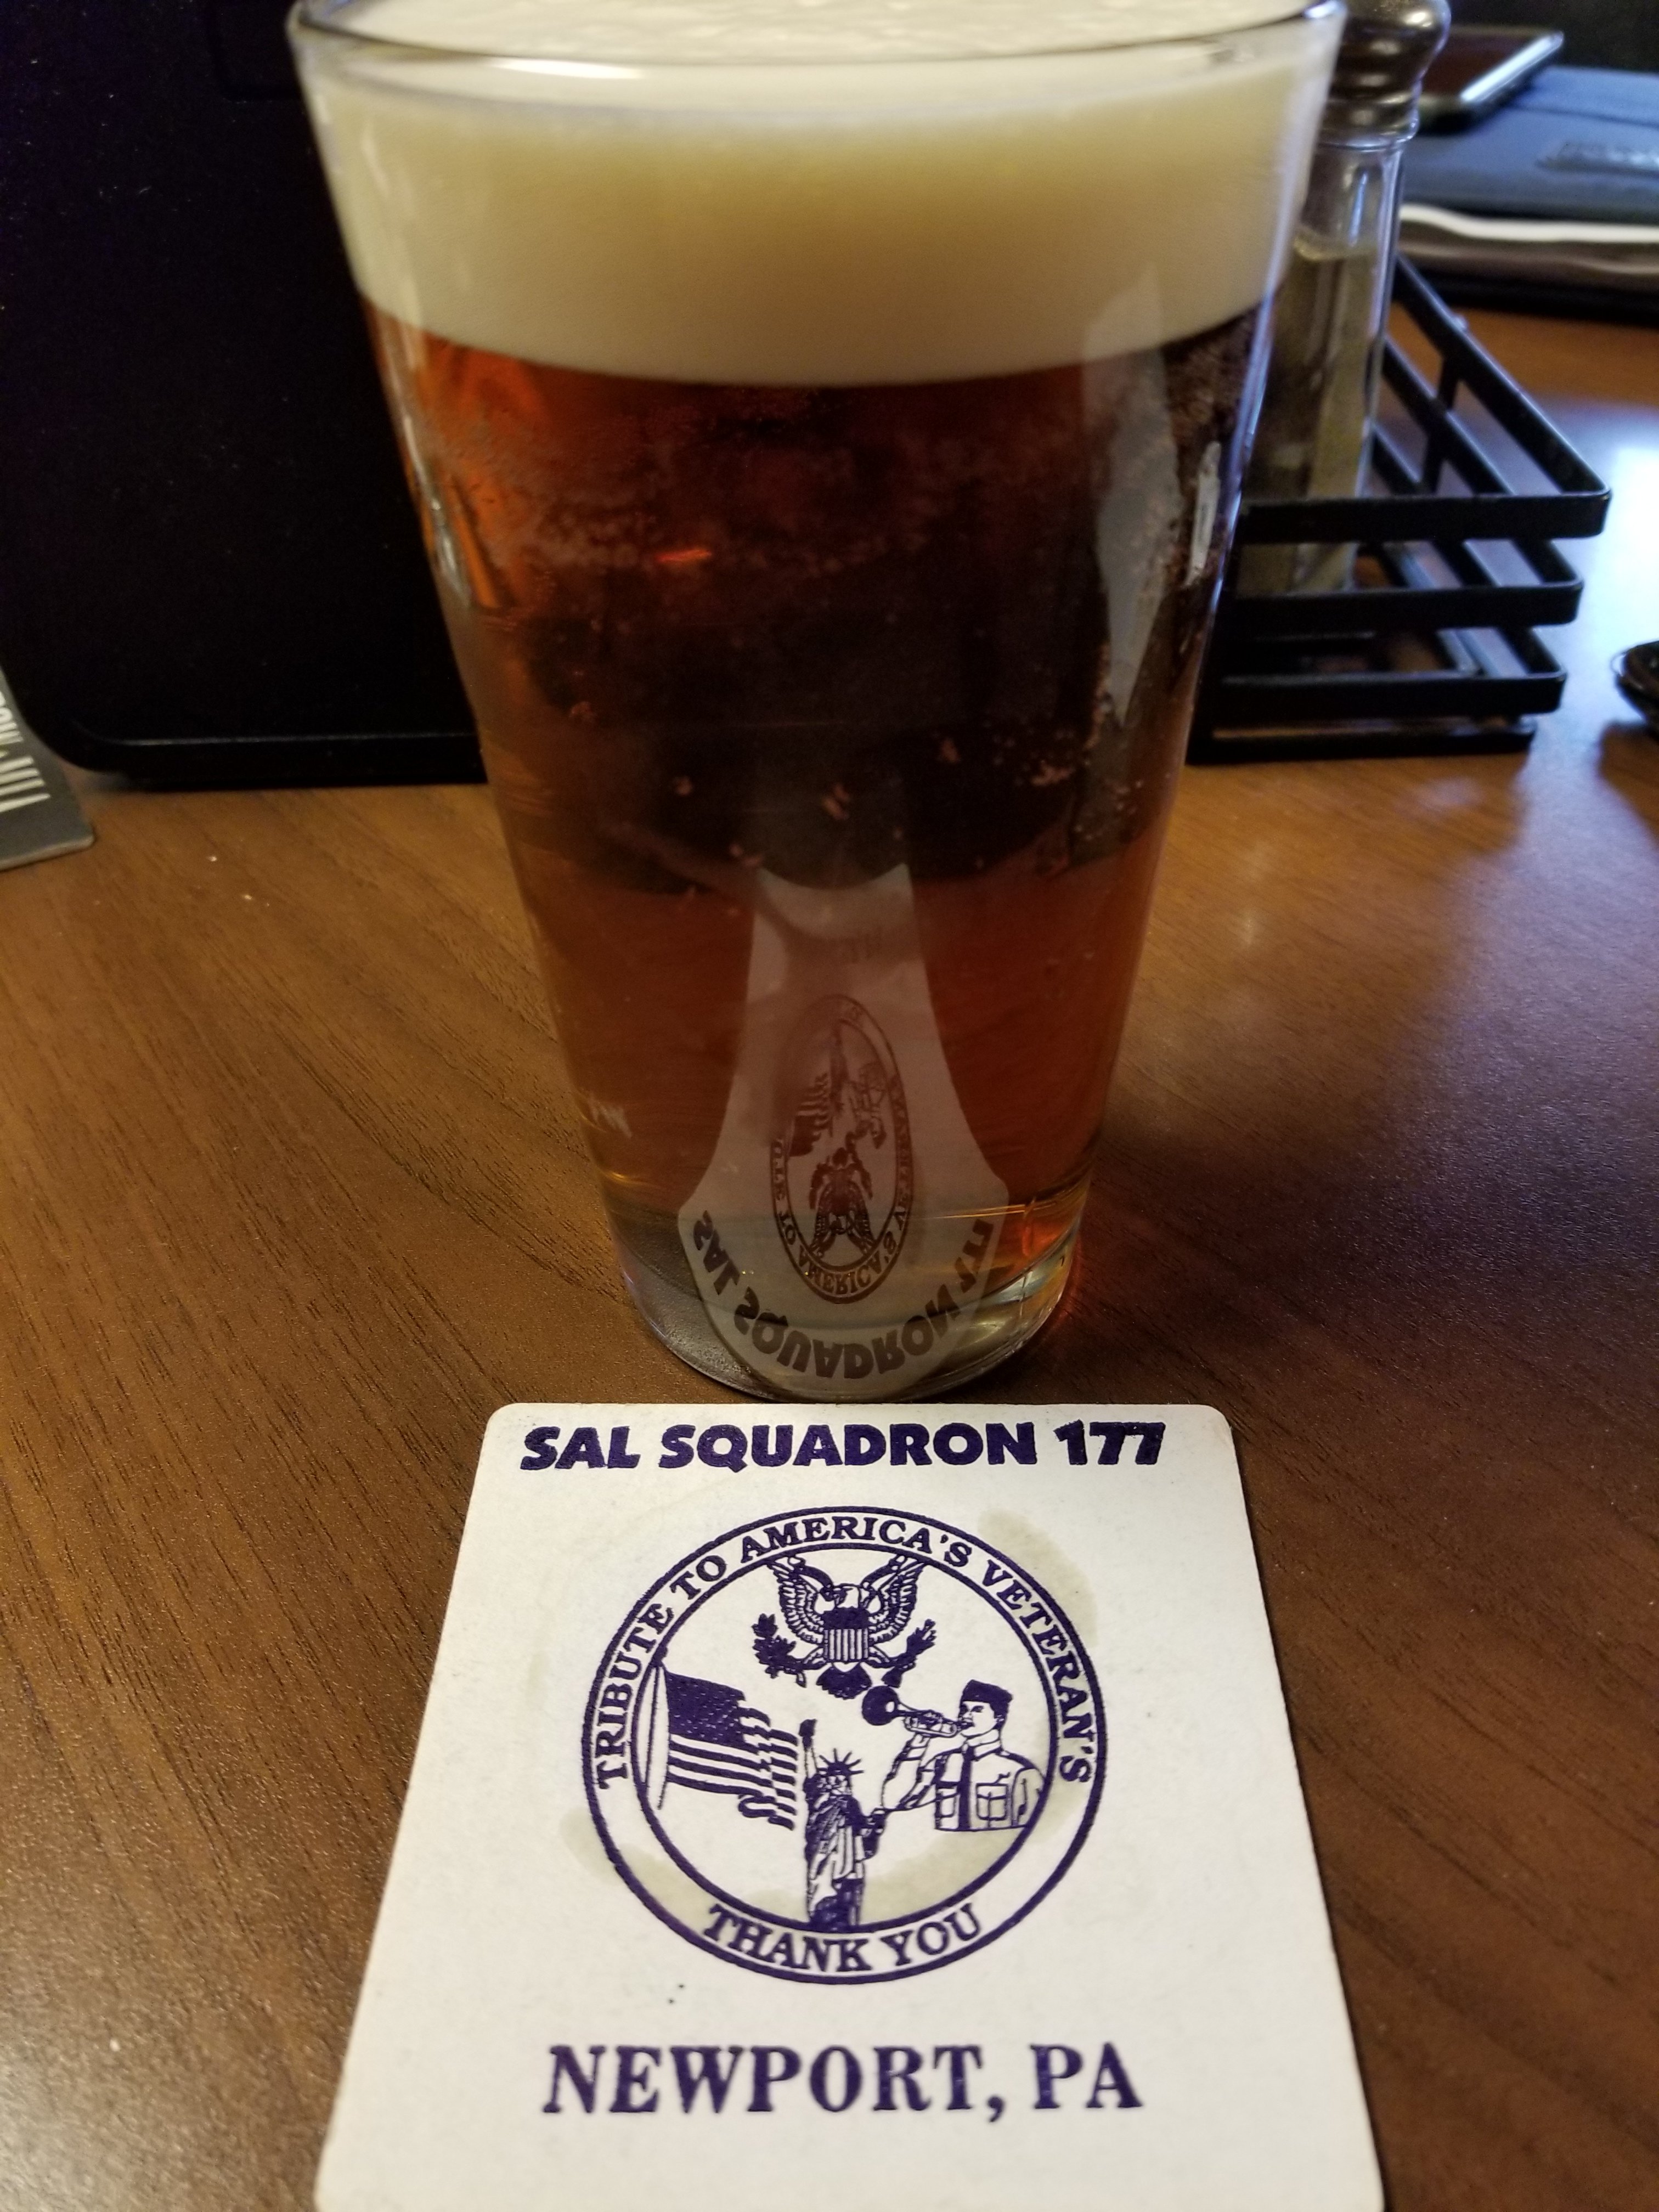 SAL SQUADRON 177
TRIBUTE TO AMERICA'S VETERAN'S
THANK YOU
NEWPORT, PA